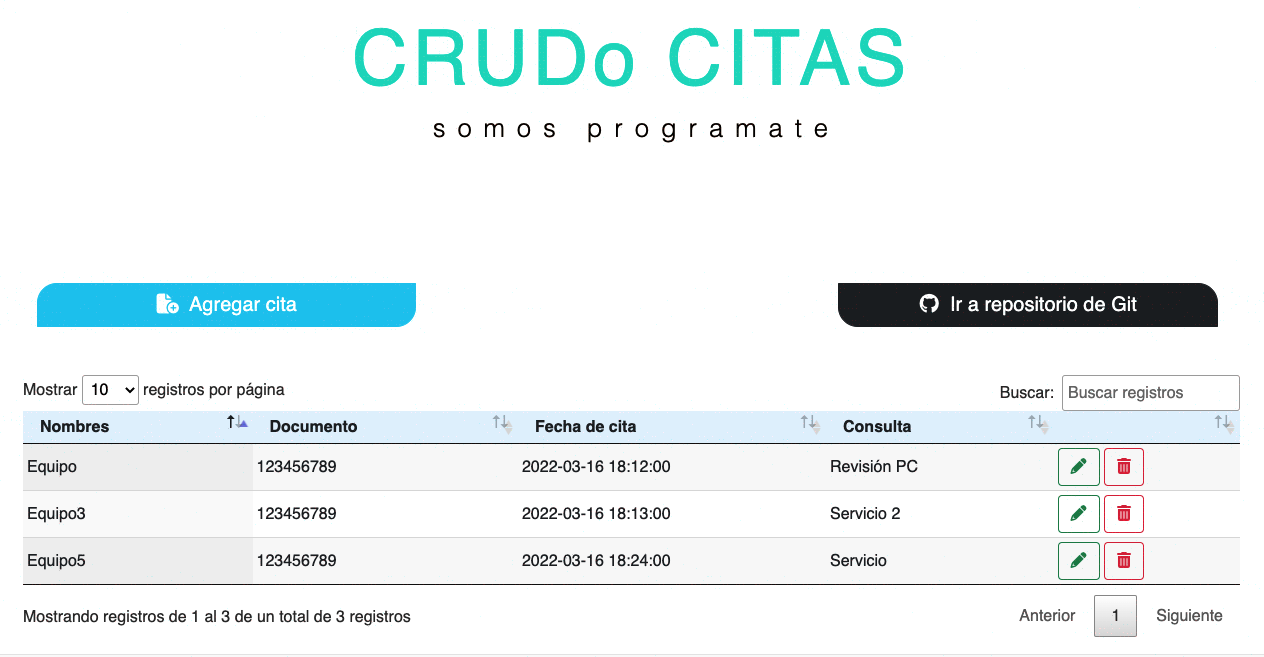 CRUDo CITAS
somos programate
Agregar cita
Ir a repositorio de Git
Mostrar 10 registros por página
Buscar: Buscar registros
Nombres Documento Fecha de cita Consulta
Equipo 123456789 2022-03-16 18:12:00 Revisión PC
Equipo3 123456789 2022-03-16 18:13:00 Servicio 2
Equipo5 123456789 2022-03-16 18:24:00 Servicio
Mostrando registros de 1 al 3 de un total de 3 registros
Anterior 1 Siguiente